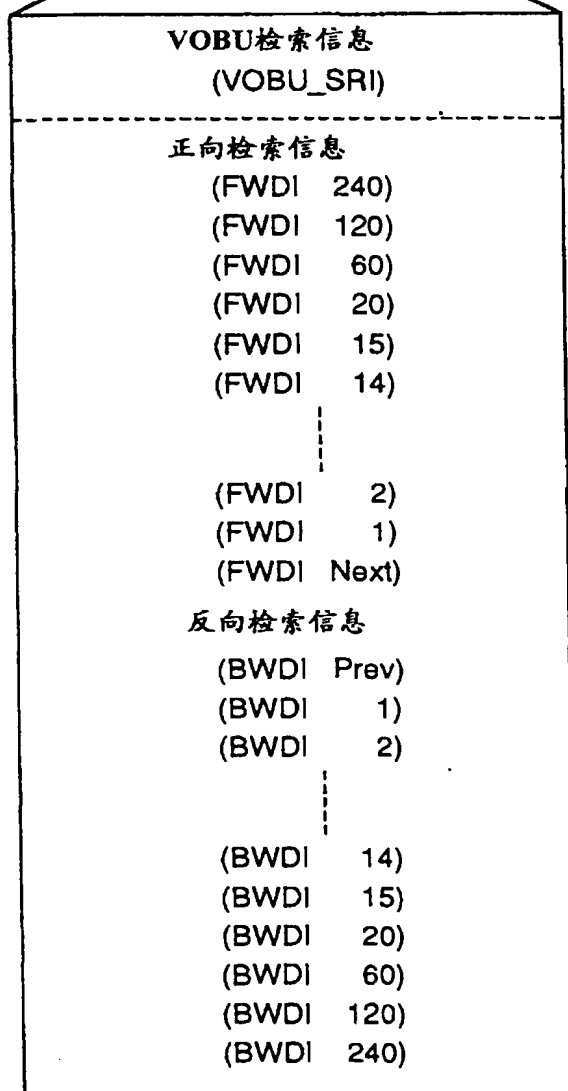 VOBU检索信息
(VOBU_SRI)
正向检索信息
(FWDI 240)
(FWDI 120)
(FWDI 60)
(FWDI 20)
(FWDI 15)
(FWDI 14)
(FWDI 2)
(FWDI 1)
(FWDI Next)
反向检索信息
(BWDI Prev)
(BWDI 1)
(BWDI 2)
(BWDI 14)
(BWDI 15)
(BWDI 20)
(BWDI 60)
(BWDI 120)
(BWDI 240)